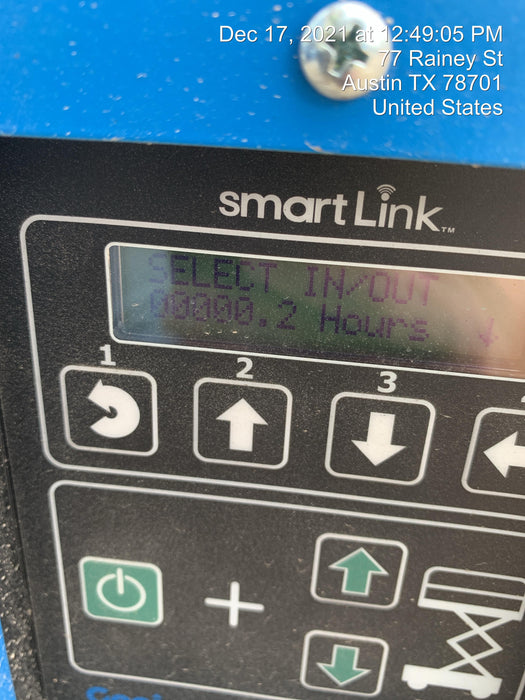 Dec 17, 2021 at 12:49:05 PM
77 Rainey St
Austin TX 78701
United States
smartLink™
SELECT IN/OUT
00000.2 Hours ↓
1 2 3